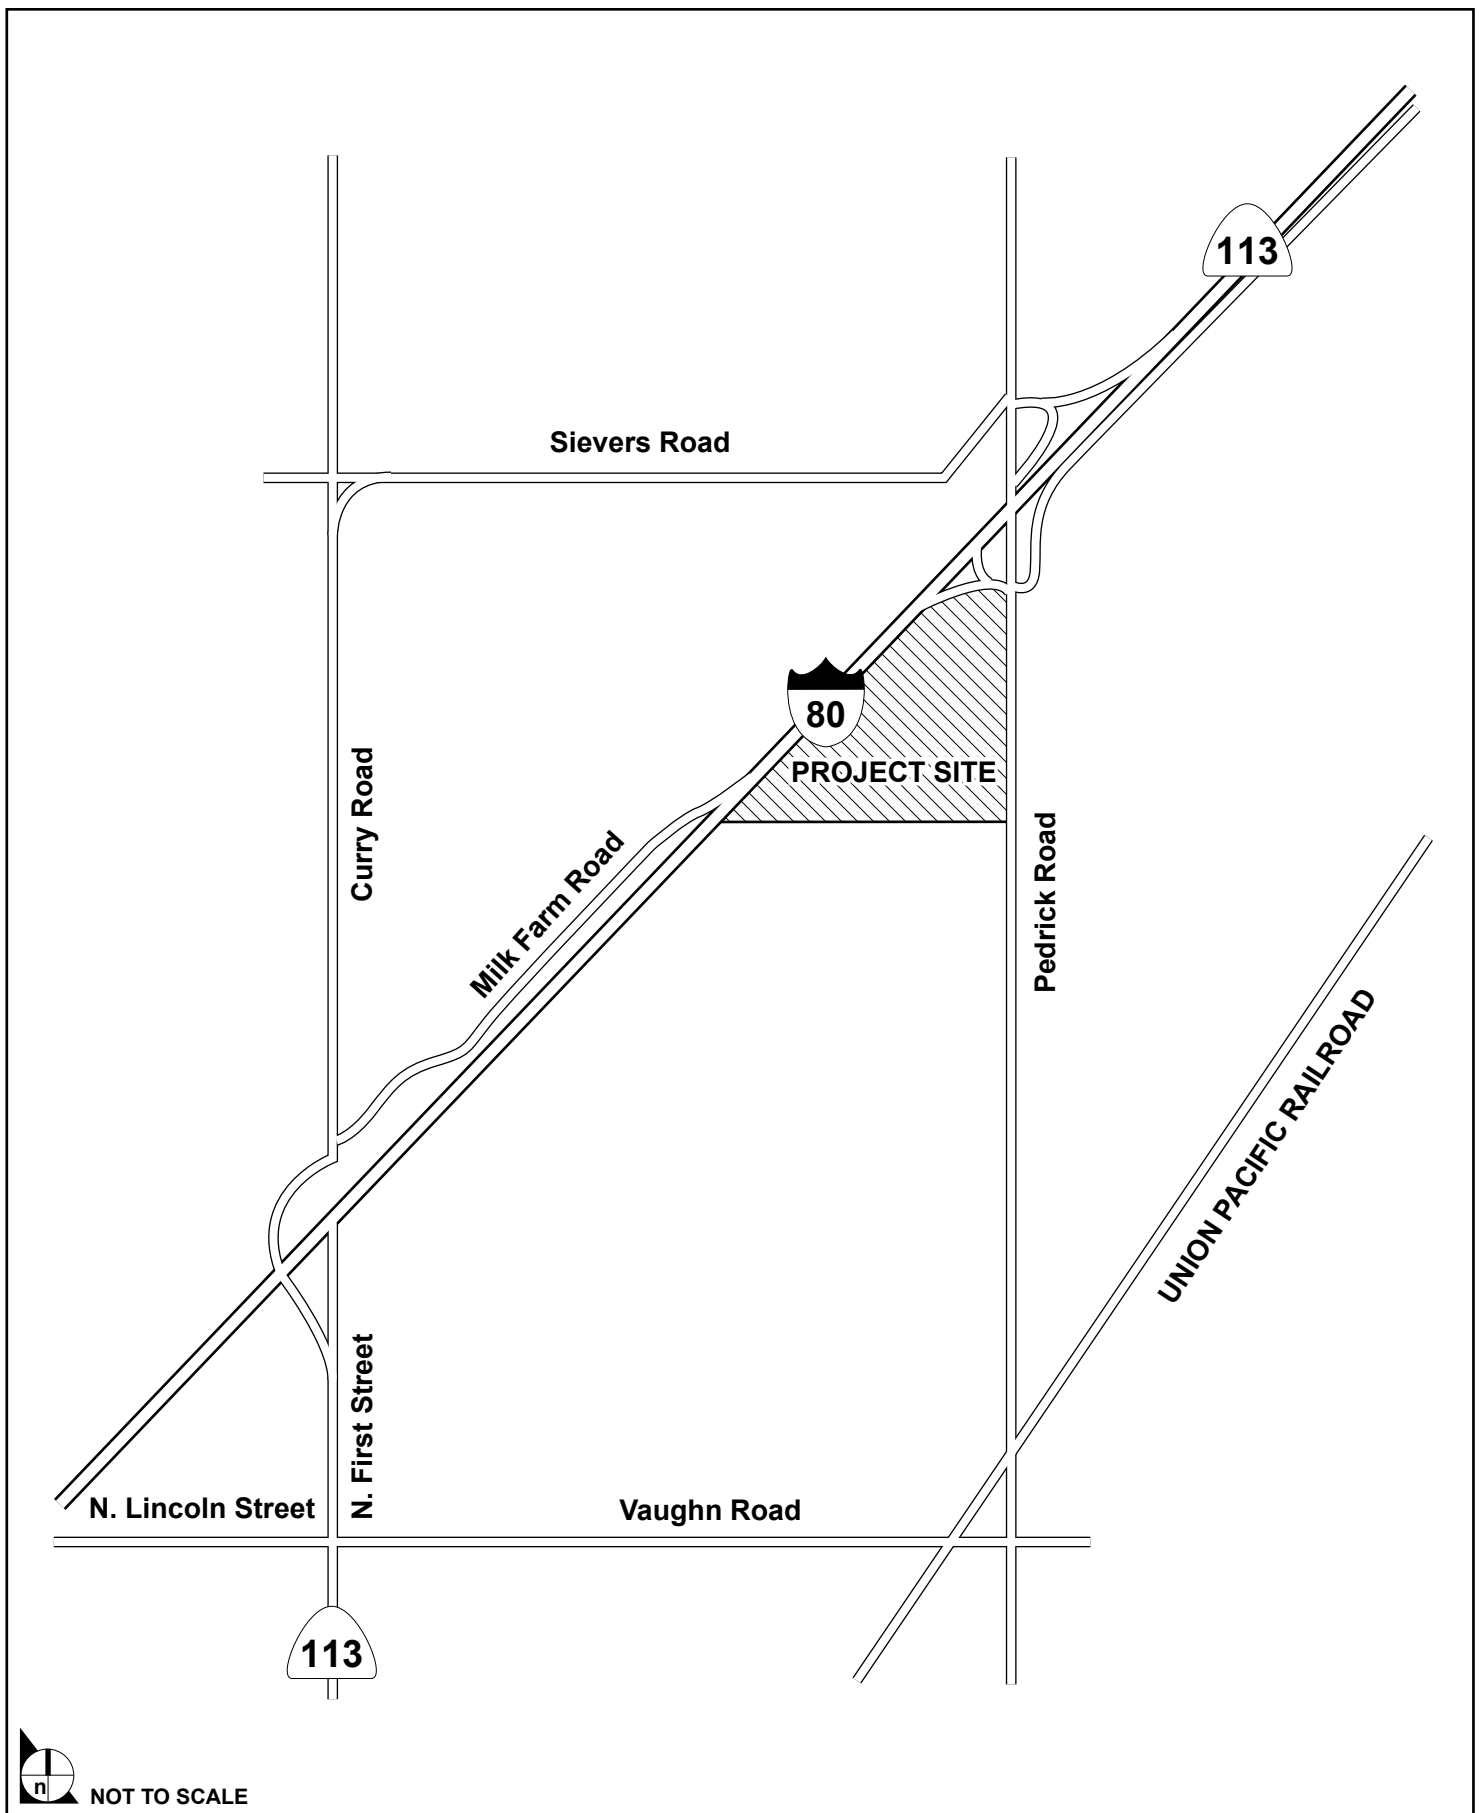 113
Sievers Road
80
PROJECT SITE
Curry Road
Milk Farm Road
Pedrick Road
UNION PACIFIC RAILROAD
N. First Street
N. Lincoln Street
Vaughn Road
113
n
NOT TO SCALE